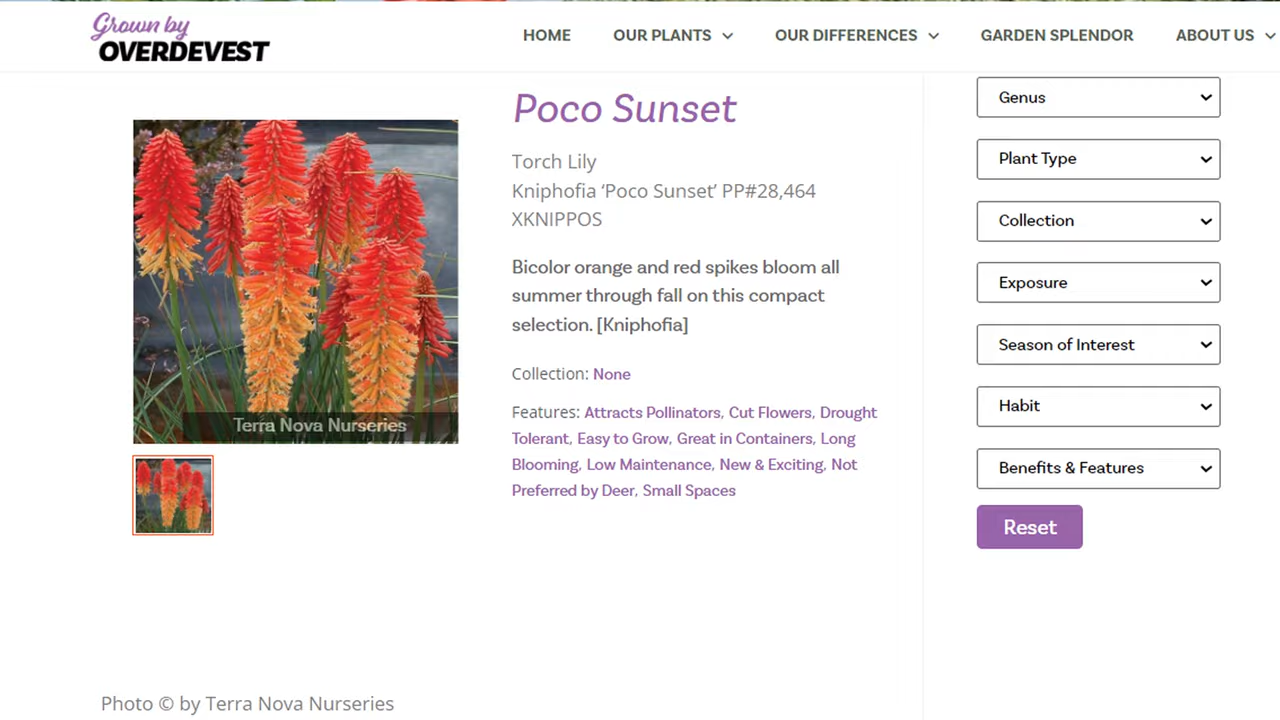 Grown by
OVERDEVEST
HOME
OUR PLANTS
OUR DIFFERENCES
GARDEN SPLENDOR
ABOUT US
Poco Sunset
Torch Lily
Kniphofia ‘Poco Sunset’ PP#28,464
XKNIPPOS
Bicolor orange and red spikes bloom all
summer through fall on this compact
selection. [Kniphofia]
Collection: None
Features: Attracts Pollinators, Cut Flowers, Drought
Tolerant, Easy to Grow, Great in Containers, Long
Blooming, Low Maintenance, New & Exciting, Not
Preferred by Deer, Small Spaces
Terra Nova Nurseries
Photo © by Terra Nova Nurseries
Genus
Plant Type
Collection
Exposure
Season of Interest
Habit
Benefits & Features
Reset